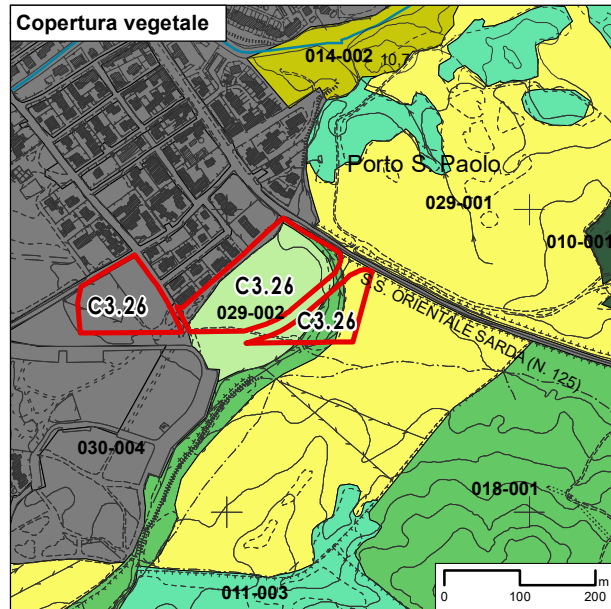 Copertura vegetale
014-002
10,7
Porto S. Paolo
029-001
010-001
C3.26
C3.26
029-002
C3.26
S.S. ORIENTALE SARDA (N. 125)
030-004
018-001
011-003
0 100 200 m